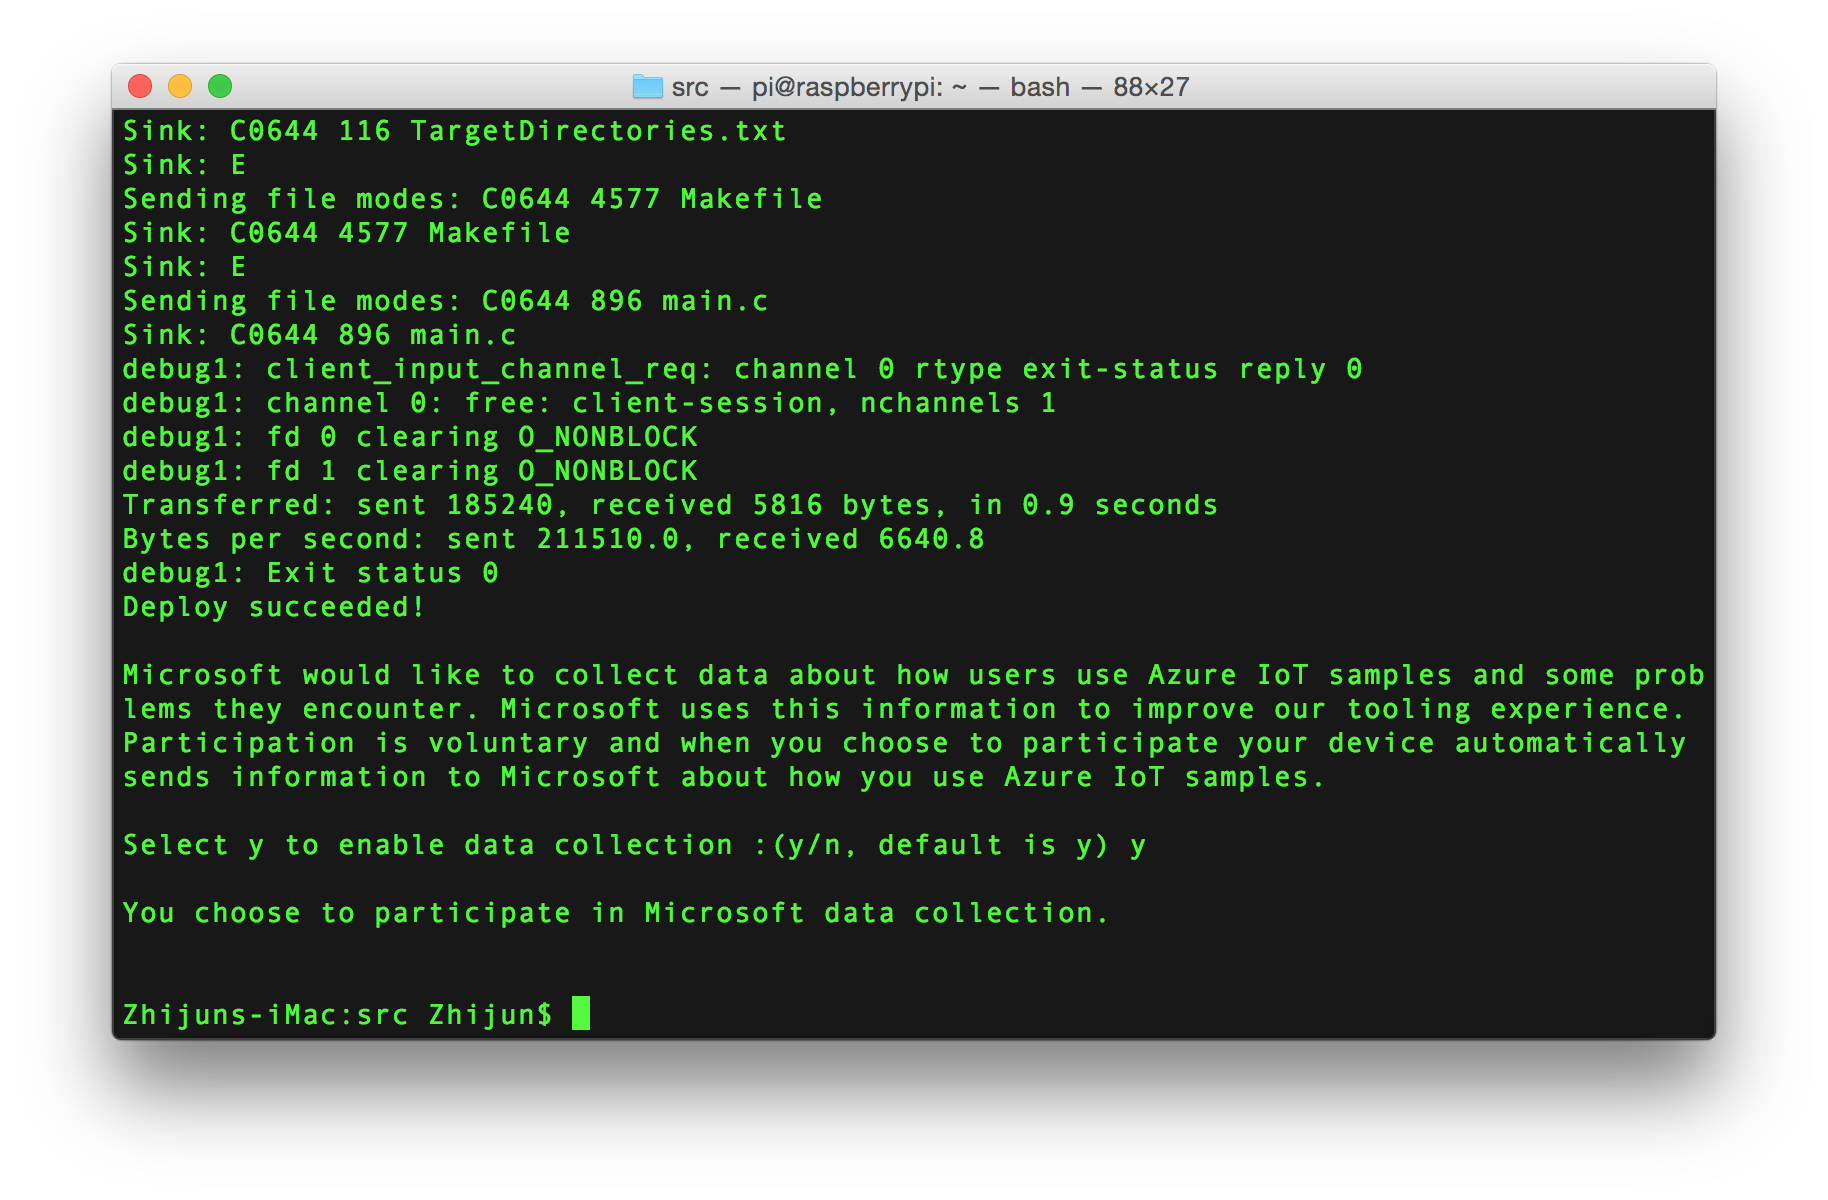 src — pi@raspberrypi: ~ — bash — 88×27
Sink: C0644 116 TargetDirectories.txt
Sink: E
Sending file modes: C0644 4577 Makefile
Sink: C0644 4577 Makefile
Sink: E
Sending file modes: C0644 896 main.c
Sink: C0644 896 main.c
debug1: client_input_channel_req: channel 0 rtype exit-status reply 0
debug1: channel 0: free: client-session, nchannels 1
debug1: fd 0 clearing O_NONBLOCK
debug1: fd 1 clearing O_NONBLOCK
Transferred: sent 185240, received 5816 bytes, in 0.9 seconds
Bytes per second: sent 211510.0, received 6640.8
debug1: Exit status 0
Deploy succeeded!
Microsoft would like to collect data about how users use Azure IoT samples and some prob
lems they encounter. Microsoft uses this information to improve our tooling experience.
Participation is voluntary and when you choose to participate your device automatically
sends information to Microsoft about how you use Azure IoT samples.
Select y to enable data collection :(y/n, default is y) y
You choose to participate in Microsoft data collection.
Zhijuns-iMac:src Zhijun$